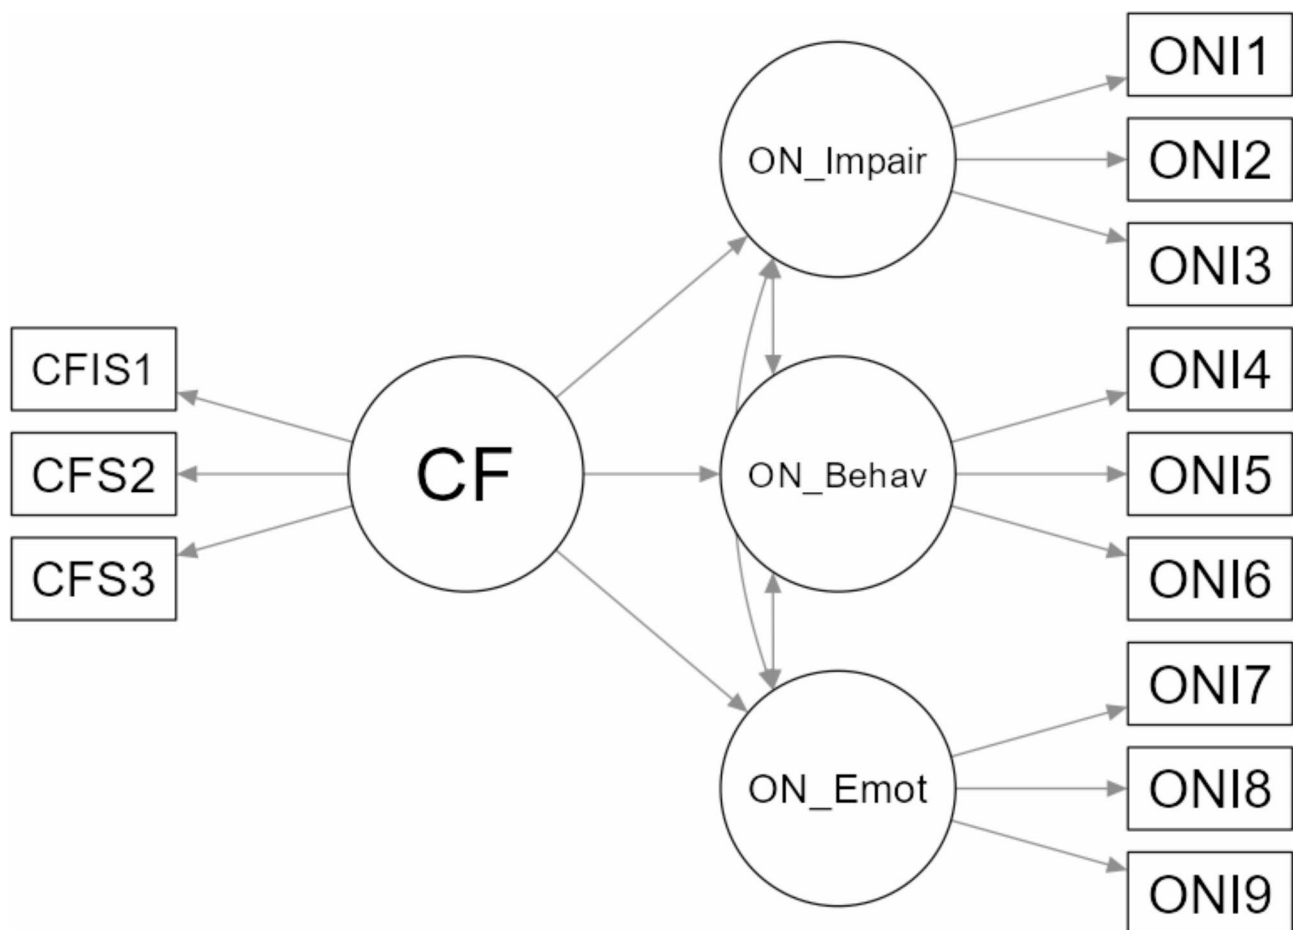 CFIS1
CFS2
CFS3
CF
ON_Impair
ON_Behav
ON_Emot
ONI1
ONI2
ONI3
ONI4
ONI5
ONI6
ONI7
ONI8
ONI9